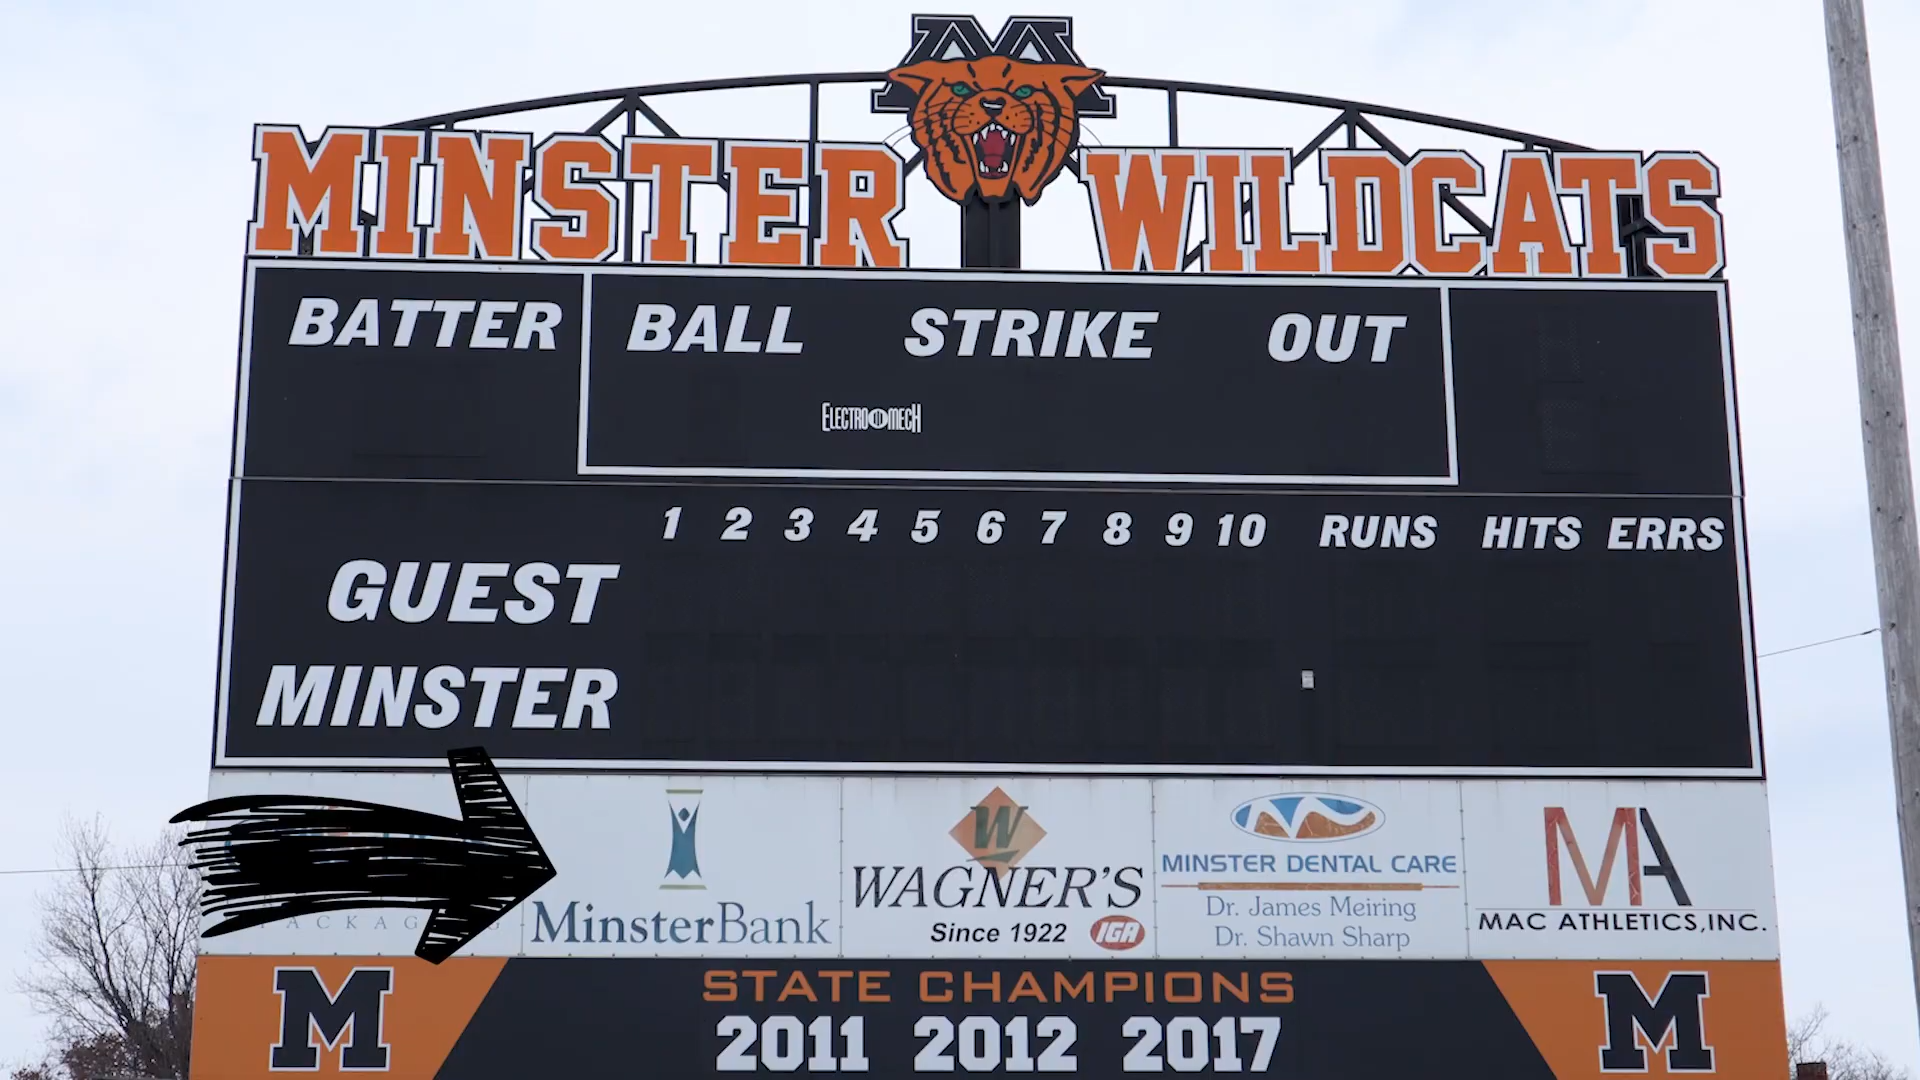 M
MINSTER WILDCATS
BATTER BALL STRIKE OUT
ELECTRO MECH
1 2 3 4 5 6 7 8 9 10 RUNS HITS ERRS
GUEST
MINSTER
MinsterBank
W
WAGNER'S
Since 1922 IGA
MINSTER DENTAL CARE
Dr. James Meiring
Dr. Shawn Sharp
MA
MAC ATHLETICS,INC.
M STATE CHAMPIONS M
2011 2012 2017